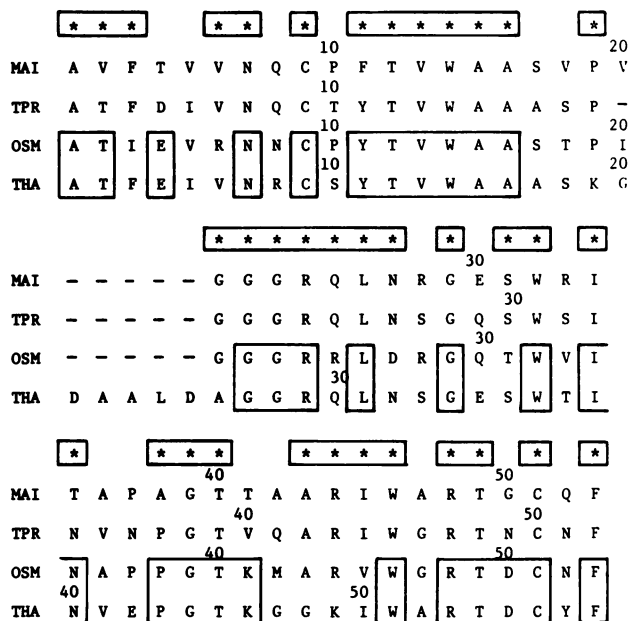 * * * * * * * * * * * * *
10 20
MAI A V F T V V N Q C P F T V W A A S V P V
10
TPR A T F D I V N Q C T Y T V W A A A S P –
10 20
OSM A T I E V R N N C P Y T V W A A S T P I
10 20
THA A T F E I V N R C S Y T V W A A A S K G
* * * * * * * * * * *
30
MAI – – – – – G G G R Q L N R G E S W R I
30
TPR – – – – – G G G R Q L N S G Q S W S I
30
OSM – – – – – G G G R R L D R G Q T W V I
30
THA D A A L D A G G R Q L N S G E S W T I
* * * * * * * * * * * *
40 50
MAI T A P A G T T A A R I W A R T G C Q F
40 50
TPR N V N P G T V Q A R I W G R T N C N F
40 50
OSM N A P P G T K M A R V W G R T D C N F
40 50
THA N V E P G T K G G K I W A R T D C Y F